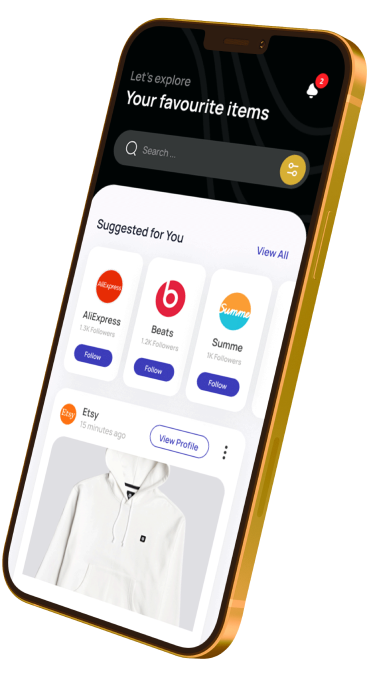 Let's explore
Your favourite items
2
Search ...
Suggested for You
View All
AliExpress
AliExpress
1.3K Followers
Follow
b
Beats
1.2K Followers
Follow
Summe
Summe
1K Followers
Follow
Etsy
Etsy
15 minutes ago
View Profile